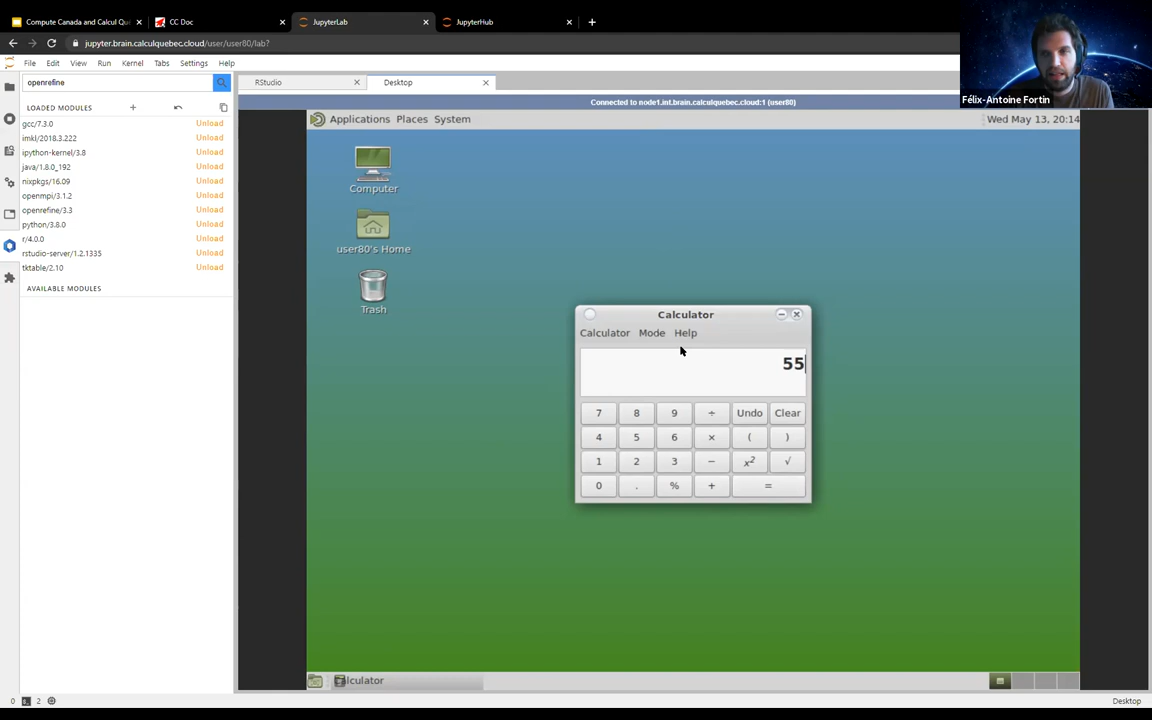 Compute Canada and Calcul Qu
CC Doc
JupyterLab
JupyterHub
jupyter.brain.calculquebec.cloud/user/user80/lab?
File Edit View Run Kernel Tabs Settings Help
openrefine
LOADED MODULES
gcc/7.3.0 Unload
imkl/2018.3.222 Unload
ipython-kernel/3.8 Unload
java/1.8.0_192 Unload
nixpkgs/16.09 Unload
openmpi/3.1.2 Unload
openrefine/3.3 Unload
python/3.8.0 Unload
r/4.0.0 Unload
rstudio-server/1.2.1335 Unload
tktable/2.10 Unload
AVAILABLE MODULES
RStudio
Desktop
Connected to node1.int.brain.calculquebec.cloud:1 (user80)
Applications Places System
Wed May 13, 20:14
Computer
user80's Home
Trash
Calculator
Calculator Mode Help
55
7 8 9 ÷ Undo Clear
4 5 6 × ( )
1 2 3 − x² √
0 . % + =
Calculator
0 2
Desktop
Félix-Antoine Fortin